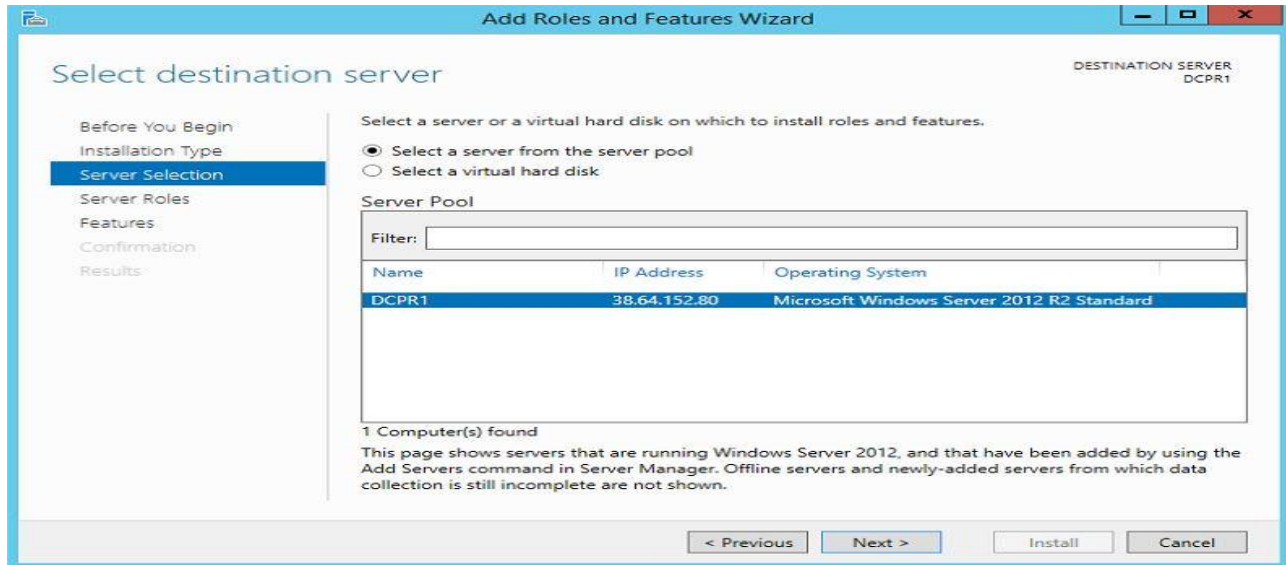 Add Roles and Features Wizard
Select destination server
DESTINATION SERVER
DCPR1
Before You Begin
Installation Type
Server Selection
Server Roles
Features
Confirmation
Results
Select a server or a virtual hard disk on which to install roles and features.
Select a server from the server pool
Select a virtual hard disk
Server Pool
Filter:
Name IP Address Operating System
DCPR1 38.64.152.80 Microsoft Windows Server 2012 R2 Standard
1 Computer(s) found
This page shows servers that are running Windows Server 2012, and that have been added by using the
Add Servers command in Server Manager. Offline servers and newly-added servers from which data
collection is still incomplete are not shown.
< Previous Next > Install Cancel